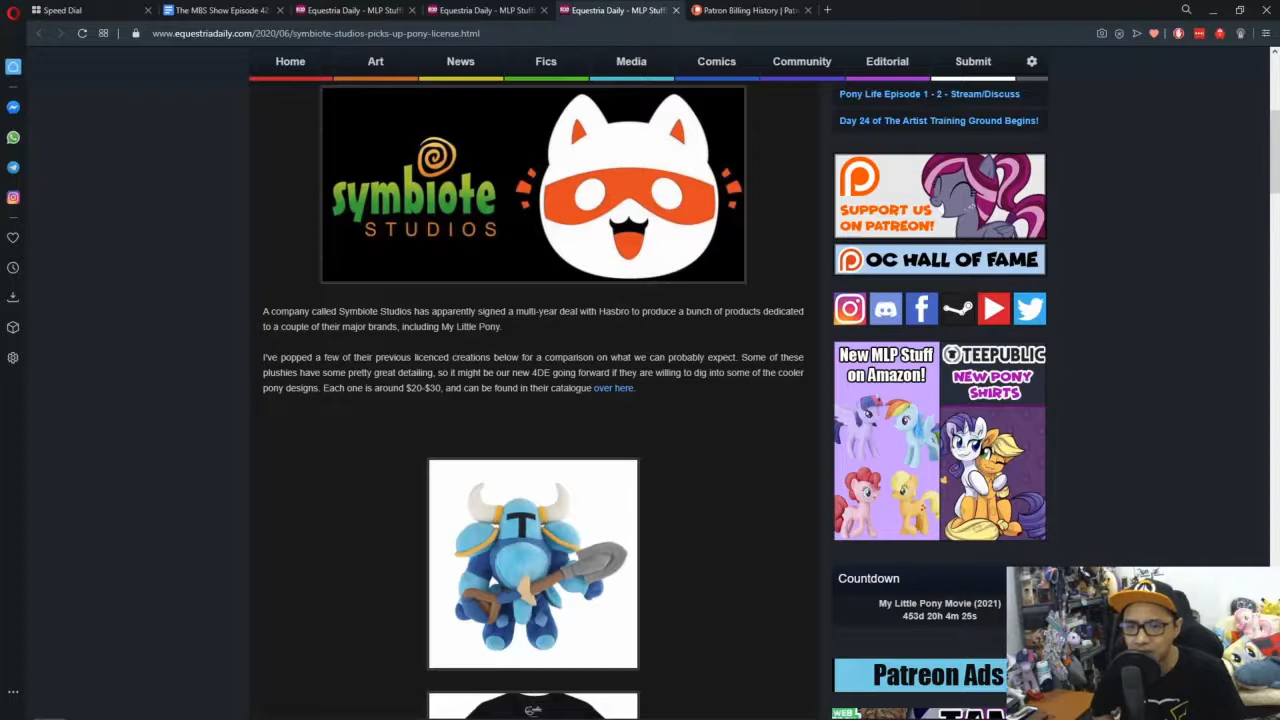 Speed Dial
The MBS Show Episode 42
Equestria Daily - MLP Stuff
Equestria Daily - MLP Stuff
Equestria Daily - MLP Stuff
Patron Billing History | Pat
www.equestriadaily.com/2020/06/symbiote-studios-picks-up-pony-license.html
Home
Art
News
Fics
Media
Comics
Community
Editorial
Submit
symbiote
STUDIOS
A company called Symbiote Studios has apparently signed a multi-year deal with Hasbro to produce a bunch of products dedicated
to a couple of their major brands, including My Little Pony.
I've popped a few of their previous licenced creations below for a comparison on what we can probably expect. Some of these
plushies have some pretty great detailing, so it might be our new 4DE going forward if they are willing to dig into some of the cooler
pony designs. Each one is around $20-$30, and can be found in their catalogue over here.
Pony Life Episode 1 - 2 - Stream/Discuss
Day 24 of The Artist Training Ground Begins!
SUPPORT US
ON PATREON!
OC HALL OF FAME
New MLP Stuff
on Amazon!
TEEPUBLIC
NEW PONY
SHIRTS
Countdown
My Little Pony Movie (2021)
453d 20h 4m 25s
Patreon Ads
WEB